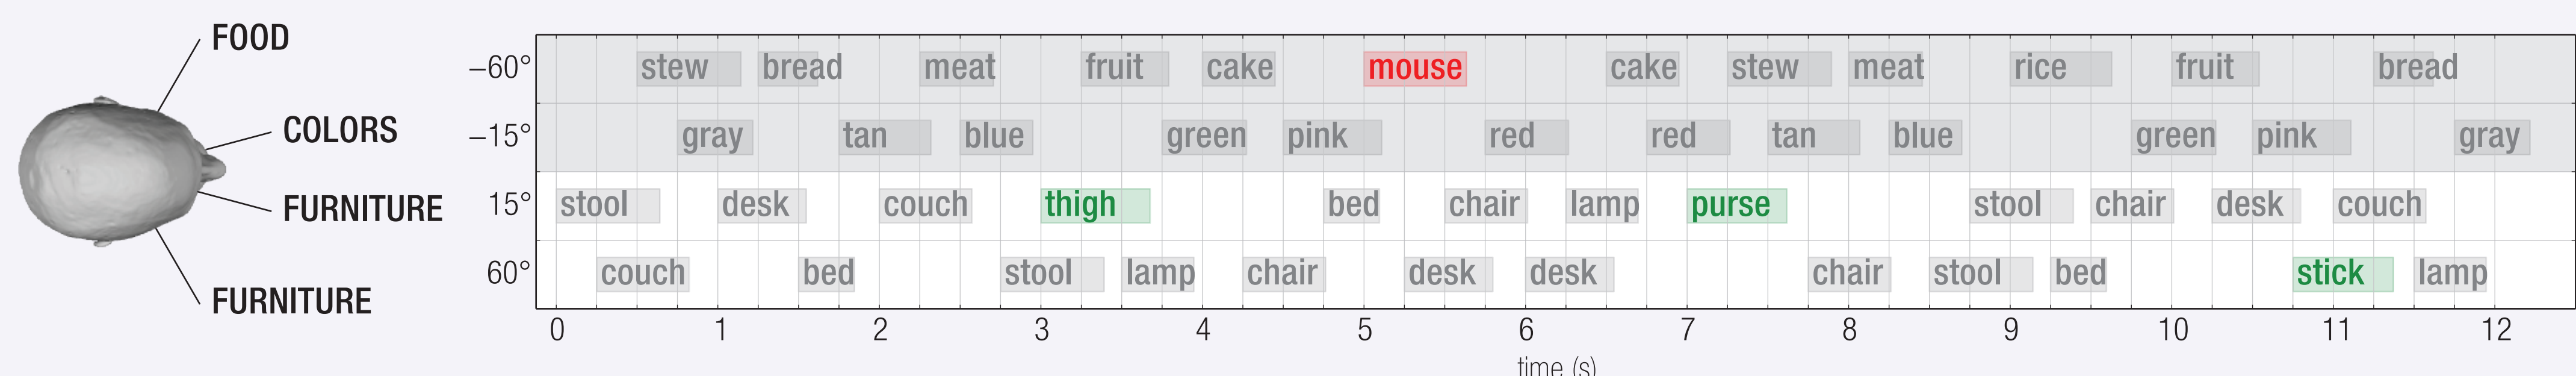 FOOD
COLORS
FURNITURE
FURNITURE
–60° stew bread meat fruit cake mouse cake stew meat rice fruit bread
–15° gray tan blue green pink red red tan blue green pink gray
15° stool desk couch thigh bed chair lamp purse stool chair desk couch
60° couch bed stool lamp chair desk desk chair stool bed stick lamp
0 1 2 3 4 5 6 7 8 9 10 11 12
time (s)